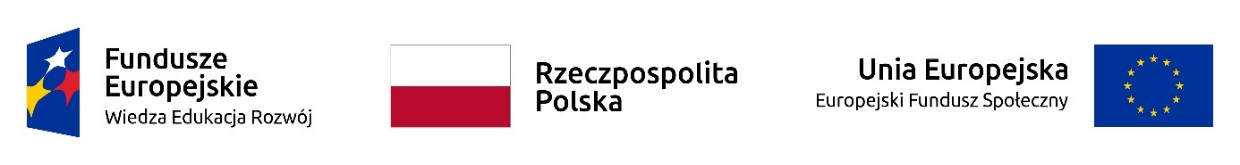 Fundusze
Europejskie
Wiedza Edukacja Rozwój
Rzeczpospolita
Polska
Unia Europejska
Europejski Fundusz Społeczny